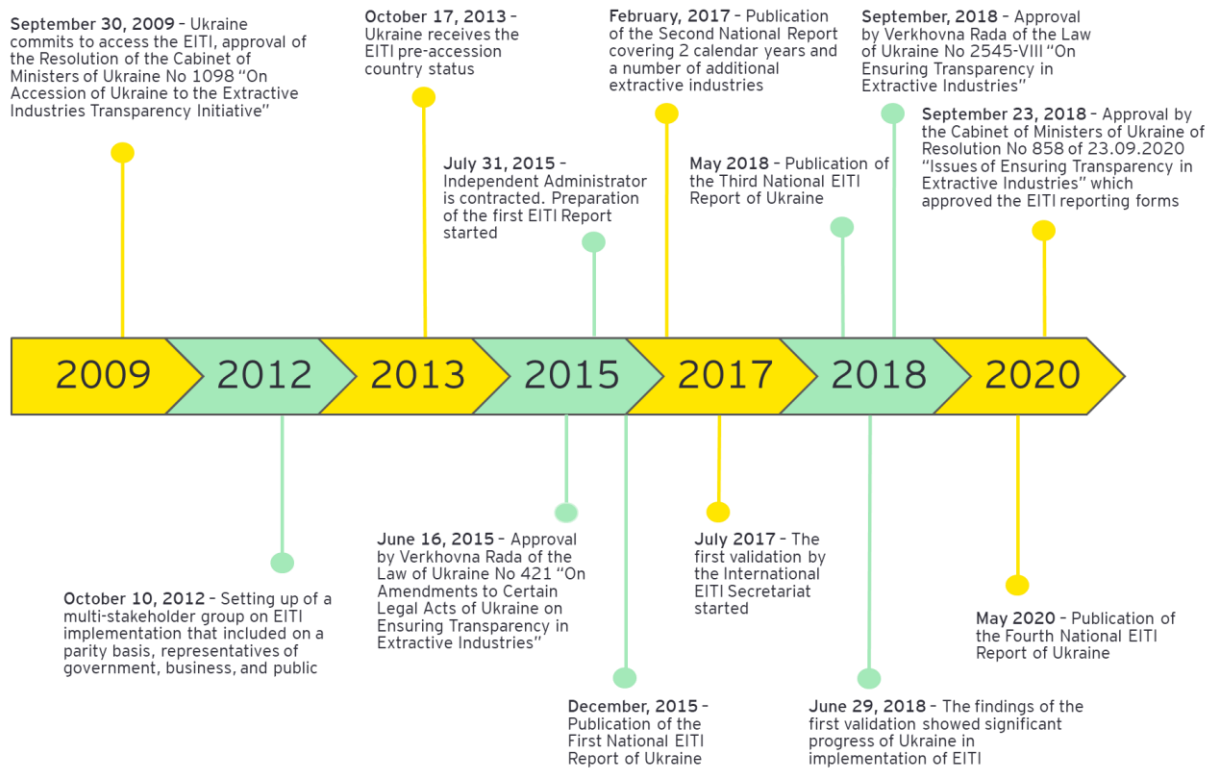 September 30, 2009 – Ukraine
commits to access the EITI, approval of
the Resolution of the Cabinet of
Ministers of Ukraine No 1098 “On
Accession of Ukraine to the Extractive
Industries Transparency Initiative”
October 17, 2013 –
Ukraine receives the
EITI pre-accession
country status
July 31, 2015 –
Independent Administrator
is contracted. Preparation
of the first EITI Report
started
February, 2017 – Publication
of the Second National Report
covering 2 calendar years and
a number of additional
extractive industries
May 2018 – Publication of
the Third National EITI
Report of Ukraine
September, 2018 – Approval
by Verkhovna Rada of the Law
of Ukraine No 2545-VIII “On
Ensuring Transparency in
Extractive Industries”
September 23, 2018 – Approval by
the Cabinet of Ministers of Ukraine of
Resolution No 858 of 23.09.2020
“Issues of Ensuring Transparency in
Extractive Industries” which
approved the EITI reporting forms
2009
2012
2013
2015
2017
2018
2020
October 10, 2012 – Setting up of a
multi-stakeholder group on EITI
implementation that included on a
parity basis, representatives of
government, business, and public
June 16, 2015 – Approval
by Verkhovna Rada of the
Law of Ukraine No 421 “On
Amendments to Certain
Legal Acts of Ukraine on
Ensuring Transparency in
Extractive Industries”
December, 2015 –
Publication of the
First National EITI
Report of Ukraine
July 2017 – The
first validation by
the International
EITI Secretariat
started
June 29, 2018 – The findings of the
first validation showed significant
progress of Ukraine in
implementation of EITI
May 2020 – Publication of
the Fourth National EITI
Report of Ukraine